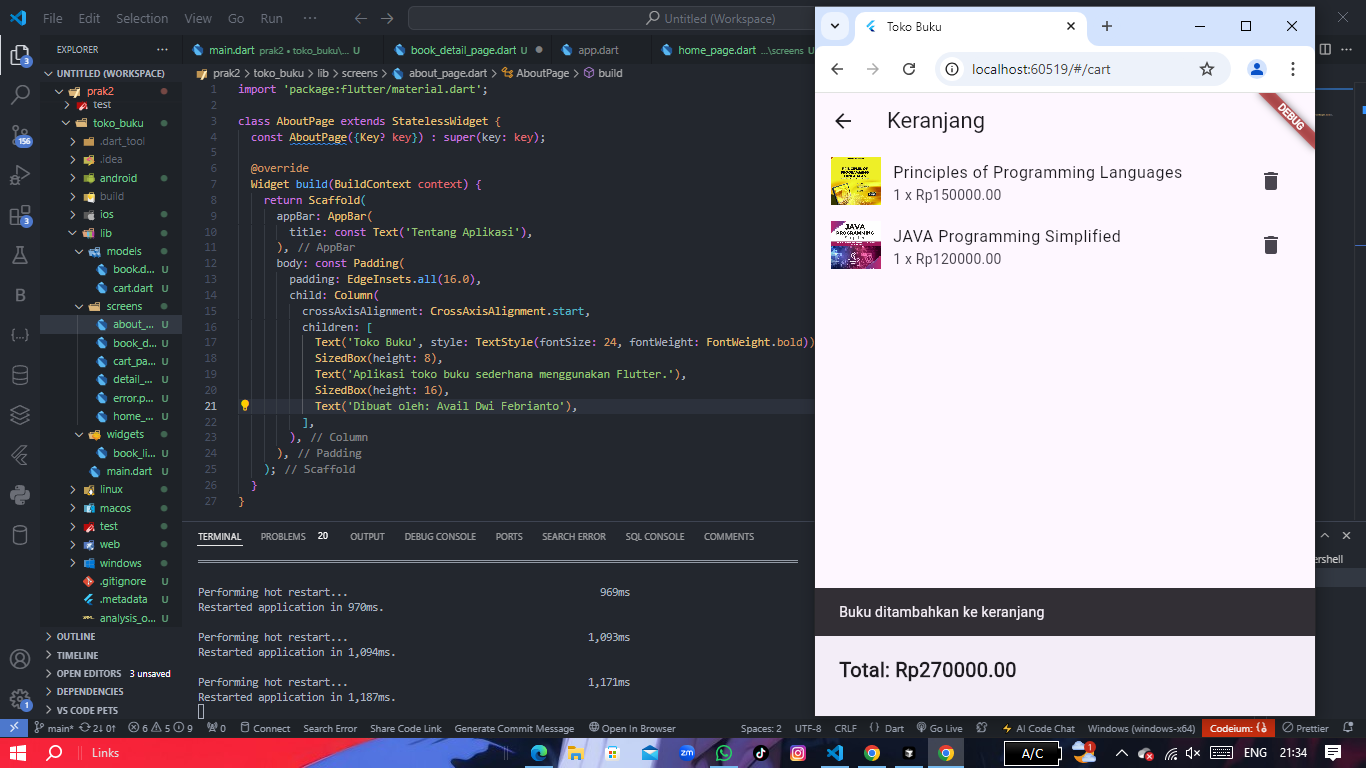 File Edit Selection View Go Run ··· Untitled (Workspace)
EXPLORER ···
main.dart prak2 • toko_buku\... U
book_detail_page.dart U
app.dart
home_page.dart ...\screens
UNTITLED (WORKSPACE)
prak2 > toko_buku > lib > screens > about_page.dart > AboutPage > build
prak2
test
toko_buku
.dart_tool
.idea
android
build
ios
lib
models
book.d... U
cart.dart U
screens
about_... U
book_d... U
cart_pa... U
detail_... U
error.p... U
home_... U
widgets
book_li... U
main.dart U
linux
macos
test
web
windows
.gitignore U
.metadata U
analysis_o... U
OUTLINE
TIMELINE
OPEN EDITORS 3 unsaved
DEPENDENCIES
VS CODE PETS
3
156
3
1
1 import 'package:flutter/material.dart';
2
3 class AboutPage extends StatelessWidget {
4 const AboutPage({Key? key}) : super(key: key);
5
6 @override
7 Widget build(BuildContext context) {
8 return Scaffold(
9 appBar: AppBar(
10 title: const Text('Tentang Aplikasi'),
11 ), // AppBar
12 body: const Padding(
13 padding: EdgeInsets.all(16.0),
14 child: Column(
15 crossAxisAlignment: CrossAxisAlignment.start,
16 children: [
17 Text('Toko Buku', style: TextStyle(fontSize: 24, fontWeight: FontWeight.bold))
18 SizedBox(height: 8),
19 Text('Aplikasi toko buku sederhana menggunakan Flutter.'),
20 SizedBox(height: 16),
21 Text('Dibuat oleh: Avail Dwi Febrianto'),
22 ],
23 ), // Column
24 ), // Padding
25 ); // Scaffold
26 }
27 }
TERMINAL PROBLEMS 20 OUTPUT DEBUG CONSOLE PORTS SEARCH ERROR SQL CONSOLE COMMENTS
ershell
Performing hot restart... 969ms
Restarted application in 970ms.
Performing hot restart... 1,093ms
Restarted application in 1,094ms.
Performing hot restart... 1,171ms
Restarted application in 1,187ms.
Toko Buku
localhost:60519/#/cart
DEBUG
Keranjang
PRINCIPLES OF PROGRAMMING LANGUAGES
Principles of Programming Languages
1 x Rp150000.00
JAVA PROGRAMMING
JAVA Programming Simplified
1 x Rp120000.00
Buku ditambahkan ke keranjang
Total: Rp270000.00
main* 2↓ 0↑ 6 5 9 0 Connect Search Error Share Code Link Generate Commit Message Open In Browser Spaces: 2 UTF-8 CRLF {} Dart Go Live AI Code Chat Windows (windows-x64) Codeium: {} Prettier
Links zm A/C 1 ENG 21:34